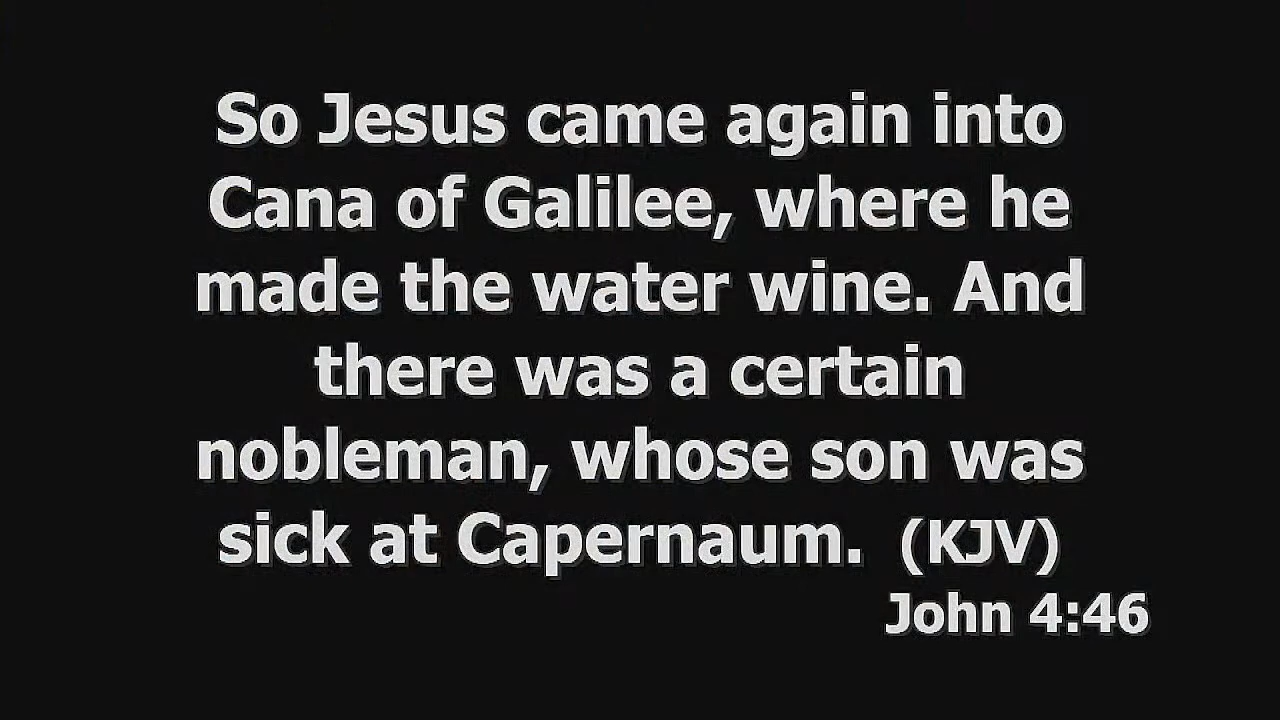 So Jesus came again into
Cana of Galilee, where he
made the water wine. And
there was a certain
nobleman, whose son was
sick at Capernaum. (KJV)
John 4:46